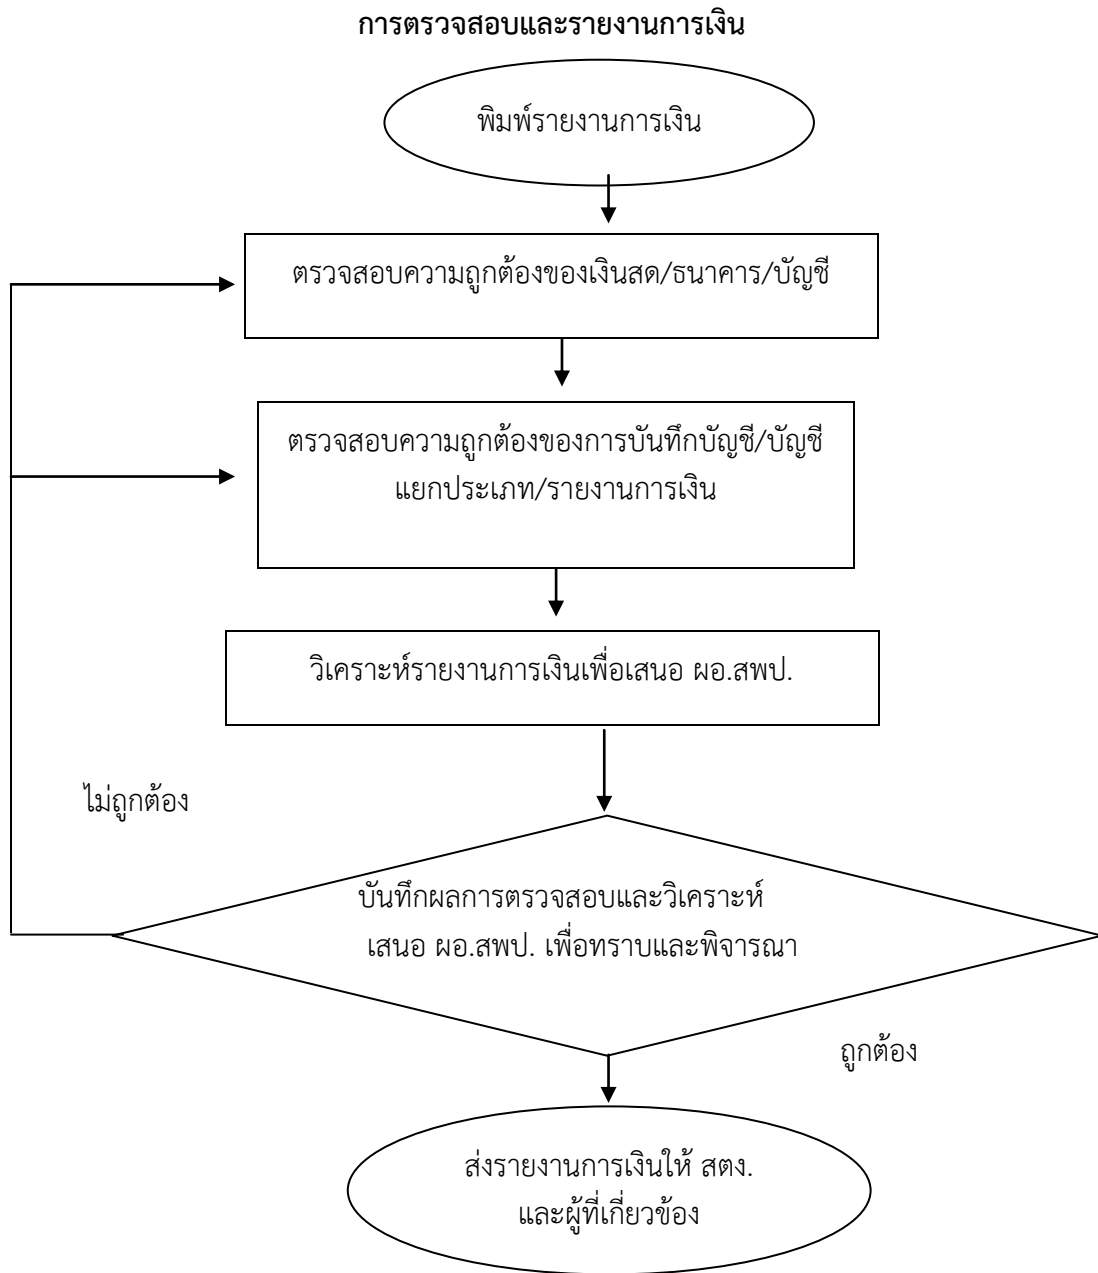 การตรวจสอบและรายงานการเงิน
พิมพ์รายงานการเงิน
ตรวจสอบความถูกต้องของเงินสด/ธนาคาร/บัญชี
ตรวจสอบความถูกต้องของการบันทึกบัญชี/บัญชี
แยกประเภท/รายงานการเงิน
วิเคราะห์รายงานการเงินเพื่อเสนอ ผอ.สพป.
ไม่ถูกต้อง
บันทึกผลการตรวจสอบและวิเคราะห์
เสนอ ผอ.สพป. เพื่อทราบและพิจารณา
ถูกต้อง
ส่งรายงานการเงินให้ สตง.
และผู้ที่เกี่ยวข้อง